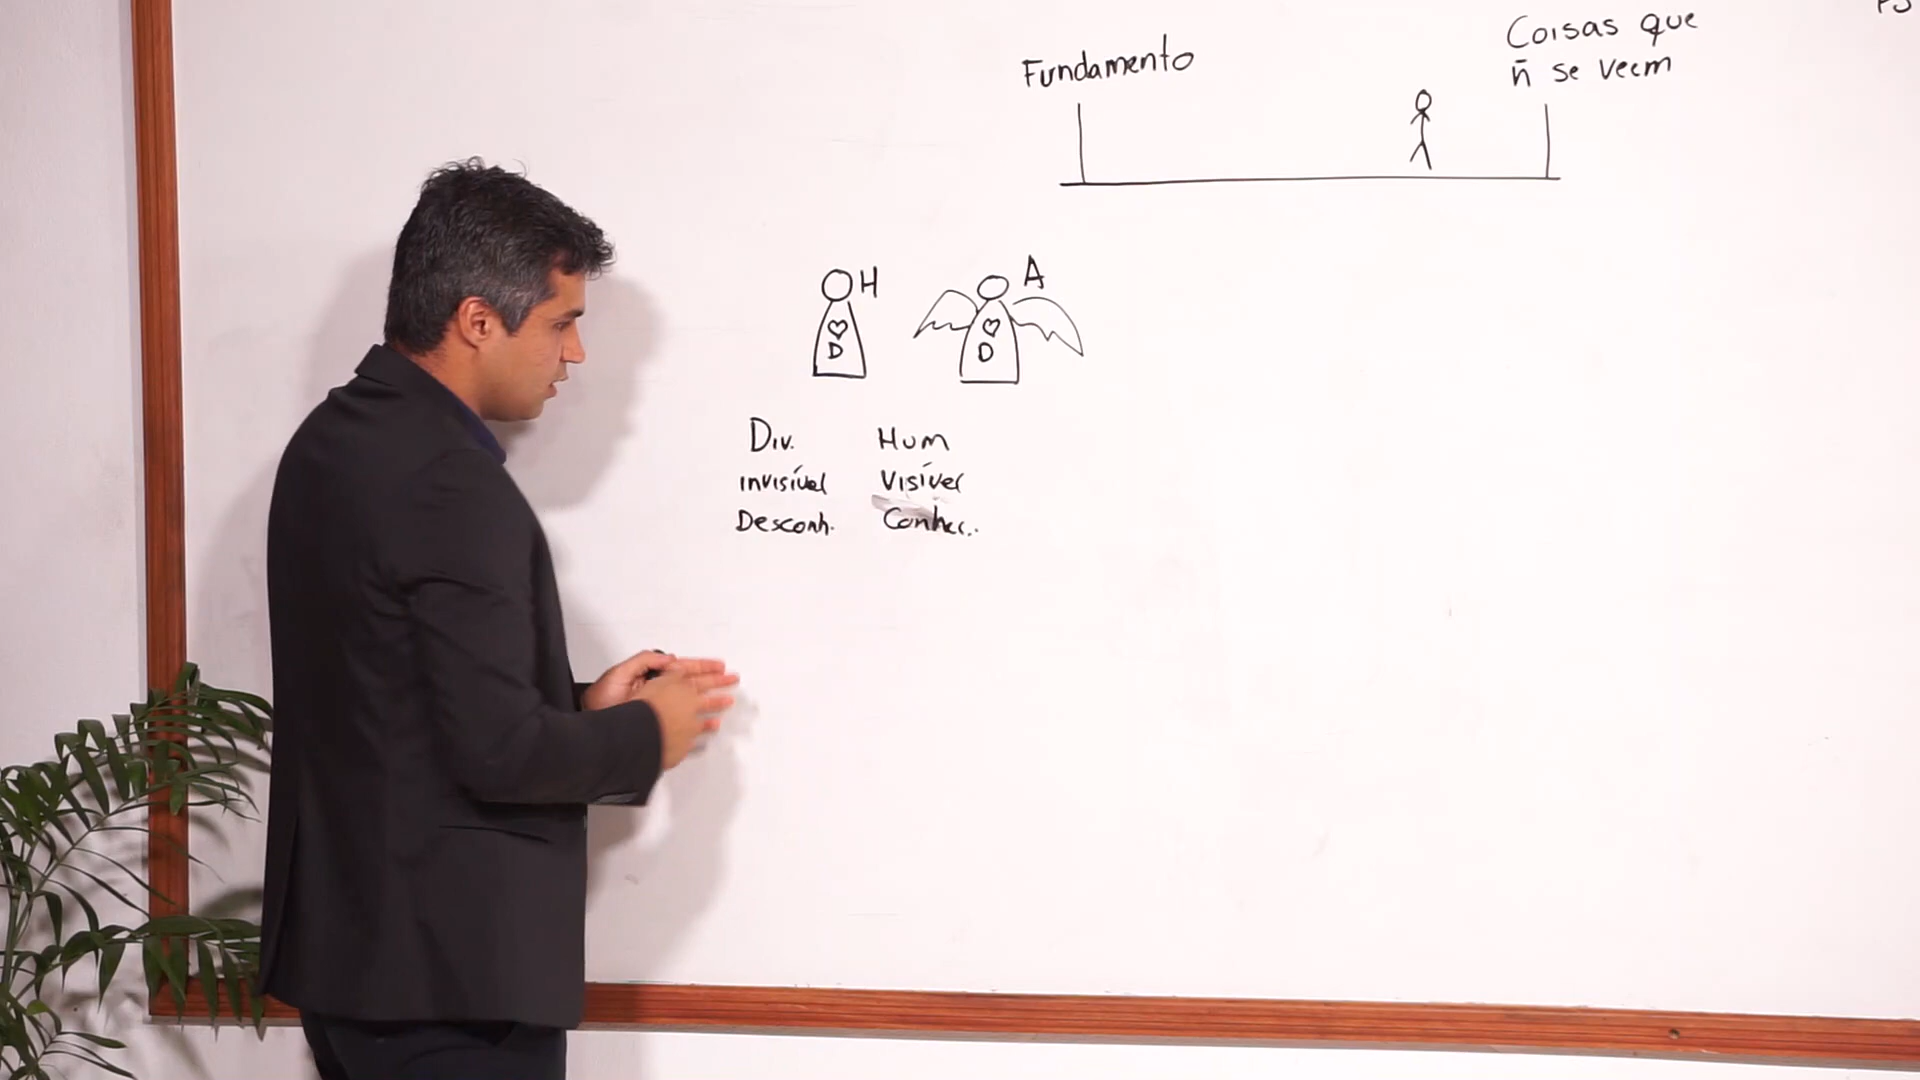 Fundamento
Coisas que
ñ se veem
H
A
D
D
Div. Hum
invisível Visível
Desconh. Conhec..